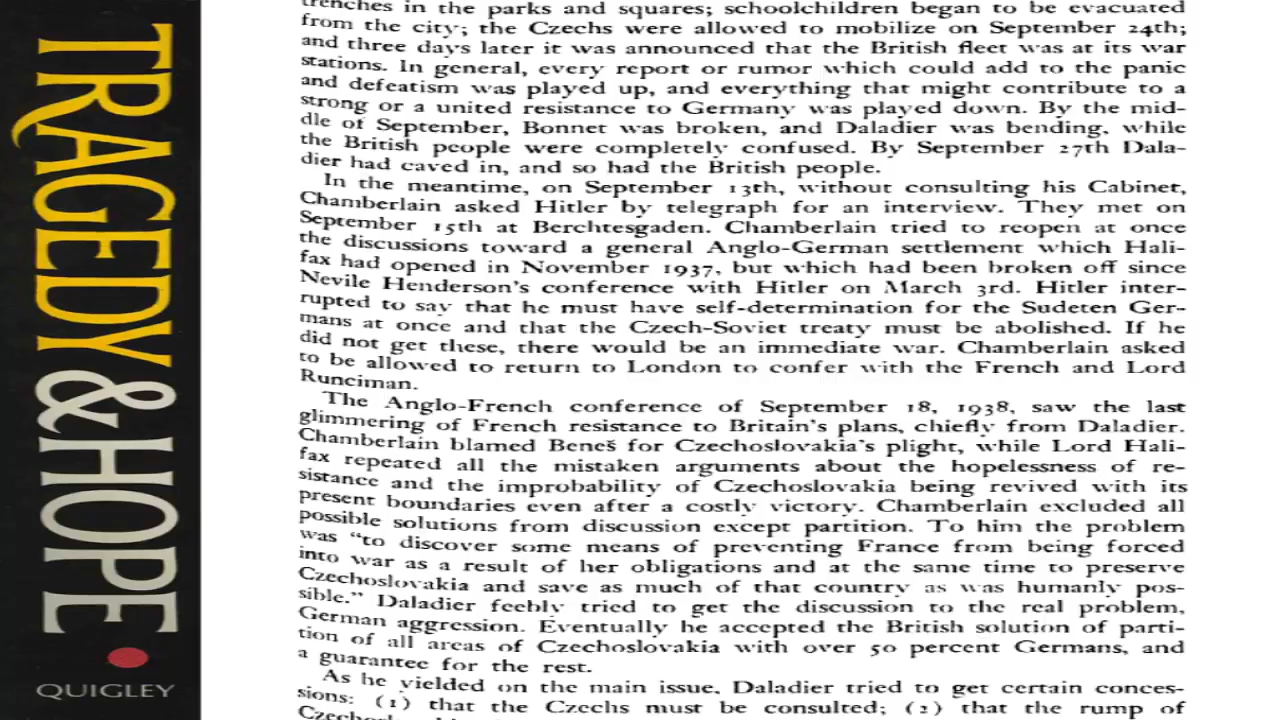 TRAGEDY & HOPE
QUIGLEY
trenches in the parks and squares; schoolchildren began to be evacuated
from the city; the Czechs were allowed to mobilize on September 24th;
and three days later it was announced that the British fleet was at its war
stations. In general, every report or rumor which could add to the panic
and defeatism was played up, and everything that might contribute to a
strong or a united resistance to Germany was played down. By the mid-
dle of September, Bonnet was broken, and Daladier was bending, while
the British people were completely confused. By September 27th Dala-
dier had caved in, and so had the British people.
In the meantime, on September 13th, without consulting his Cabinet,
Chamberlain asked Hitler by telegraph for an interview. They met on
September 15th at Berchtesgaden. Chamberlain tried to reopen at once
the discussions toward a general Anglo-German settlement which Hali-
fax had opened in November 1937, but which had been broken off since
Nevile Henderson's conference with Hitler on March 3rd. Hitler inter-
rupted to say that he must have self-determination for the Sudeten Ger-
mans at once and that the Czech-Soviet treaty must be abolished. If he
did not get these, there would be an immediate war. Chamberlain asked
to be allowed to return to London to confer with the French and Lord
Runciman.
The Anglo-French conference of September 18, 1938, saw the last
glimmering of French resistance to Britain's plans, chiefly from Daladier.
Chamberlain blamed Beneš for Czechoslovakia's plight, while Lord Hali-
fax repeated all the mistaken arguments about the hopelessness of re-
sistance and the improbability of Czechoslovakia being revived with its
present boundaries even after a costly victory. Chamberlain excluded all
possible solutions from discussion except partition. To him the problem
was "to discover some means of preventing France from being forced
into war as a result of her obligations and at the same time to preserve
Czechoslovakia and save as much of that country as was humanly pos-
sible." Daladier feebly tried to get the discussion to the real problem,
German aggression. Eventually he accepted the British solution of parti-
tion of all areas of Czechoslovakia with over 50 percent Germans, and
a guarantee for the rest.
As he yielded on the main issue, Daladier tried to get certain conces-
sions: (1) that the Czechs must be consulted; (2) that the rump of